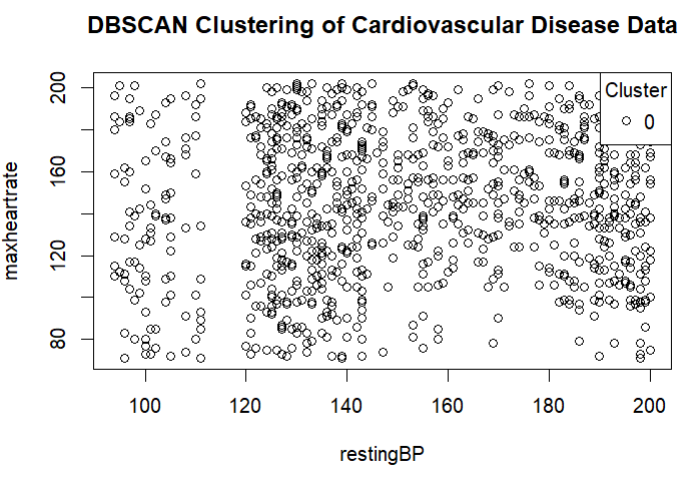 DBSCAN Clustering of Cardiovascular Disease Data
Cluster
0
maxheartrate
200
160
120
80
100
120
140
160
180
200
restingBP